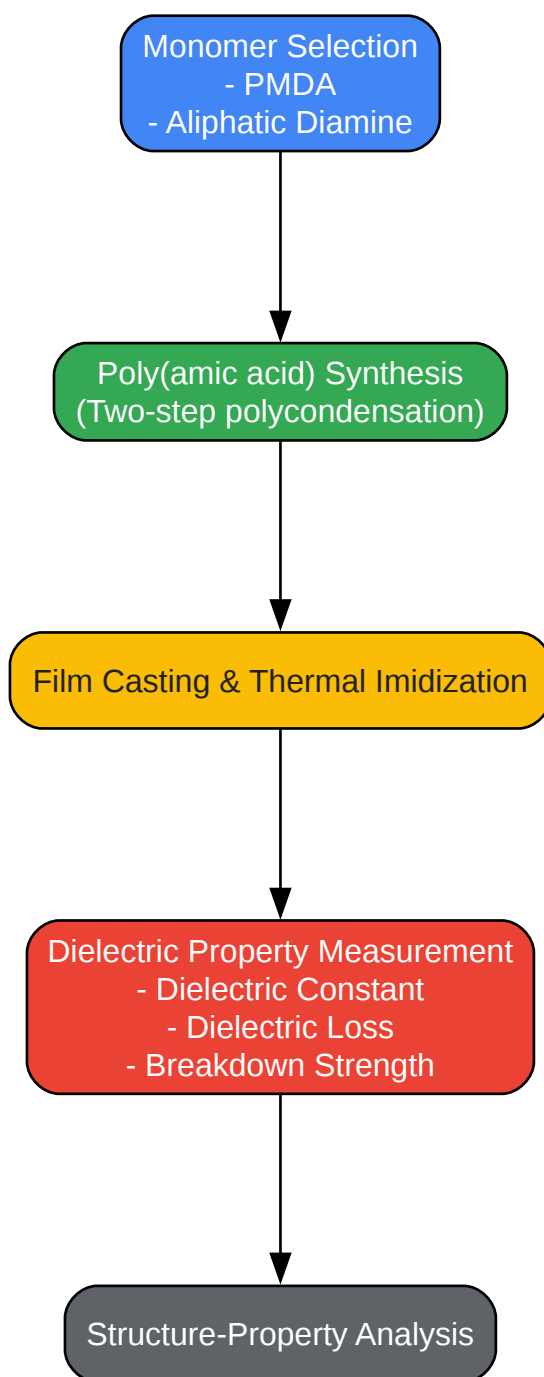 Monomer Selection
- PMDA
- Aliphatic Diamine
Poly(amic acid) Synthesis
(Two-step polycondensation)
Film Casting & Thermal Imidization
Dielectric Property Measurement
- Dielectric Constant
- Dielectric Loss
- Breakdown Strength
Structure-Property Analysis